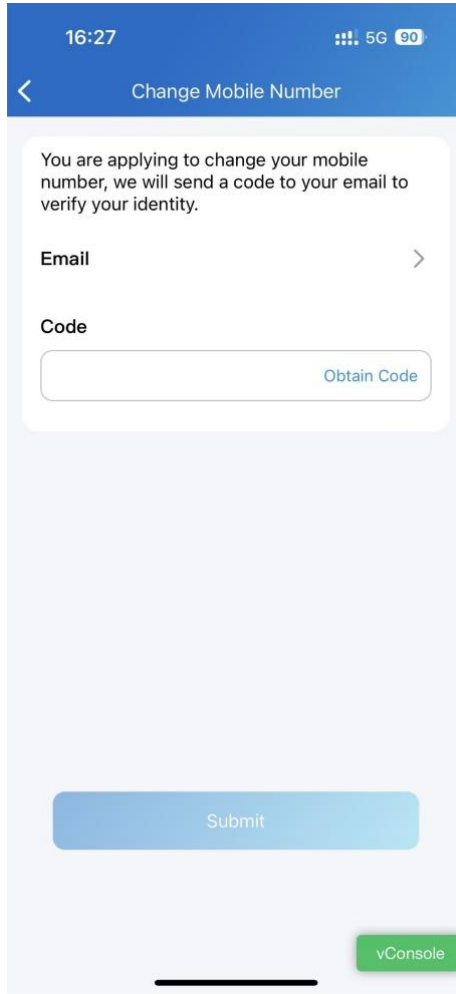 16:27 5G 90
Change Mobile Number
You are applying to change your mobile
number, we will send a code to your email to
verify your identity.
Email
Code
Obtain Code
Submit
vConsole